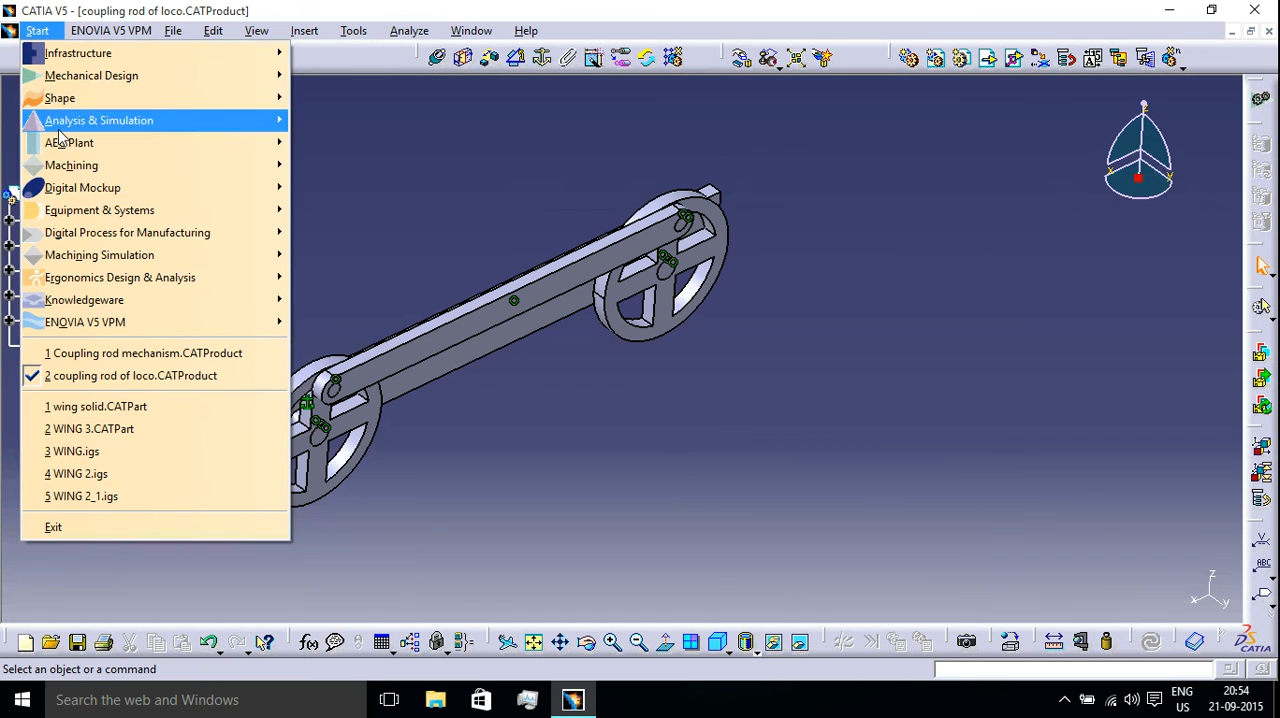 CATIA V5 - [coupling rod of loco.CATProduct]
Start ENOVIA V5 VPM File Edit View Insert Tools Analyze Window Help
Infrastructure
Mechanical Design
Shape
Analysis & Simulation
AEC Plant
Machining
Digital Mockup
Equipment & Systems
Digital Process for Manufacturing
Machining Simulation
Ergonomics Design & Analysis
Knowledgeware
ENOVIA V5 VPM
1 Coupling rod mechanism.CATProduct
2 coupling rod of loco.CATProduct
1 wing solid.CATPart
2 WING 3.CATPart
3 WING.igs
4 WING 2.igs
5 WING 2_1.igs
Exit
z
x y
z
x y
ABC
f(x)
CATIA
Select an object or a command
Search the web and Windows
ENG 20:54
US 21-09-2015